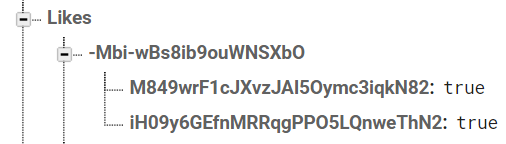 Likes
-Mbi-wBs8ib9ouWNSXbO
M849wrF1cJXvzJAI5Oymc3iqkN82: true
iH09y6GEfnMRRqgPPO5LQnweThN2: true